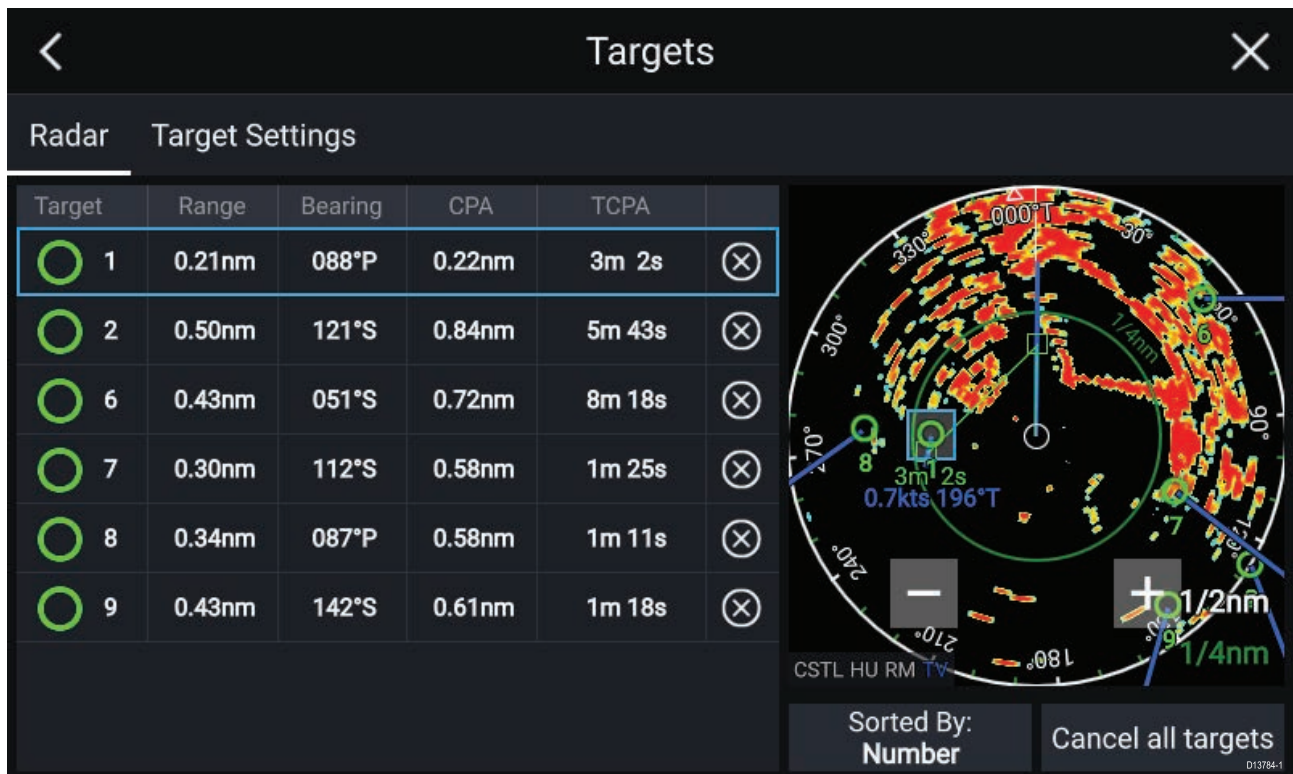 Targets
Radar Target Settings
Target Range Bearing CPA TCPA
1 0.21nm 088°P 0.22nm 3m 2s
2 0.50nm 121°S 0.84nm 5m 43s
6 0.43nm 051°S 0.72nm 8m 18s
7 0.30nm 112°S 0.58nm 1m 25s
8 0.34nm 087°P 0.58nm 1m 11s
9 0.43nm 142°S 0.61nm 1m 18s
000°T
330°
30°
300°
1/4nm
6
90°
270°
8
1
3m 2s
0.7kts 196°T
7
240°
1/2nm
9
210°
180°
1/4nm
CSTL HU RM TV
Sorted By:
Number
Cancel all targets
D13784-1